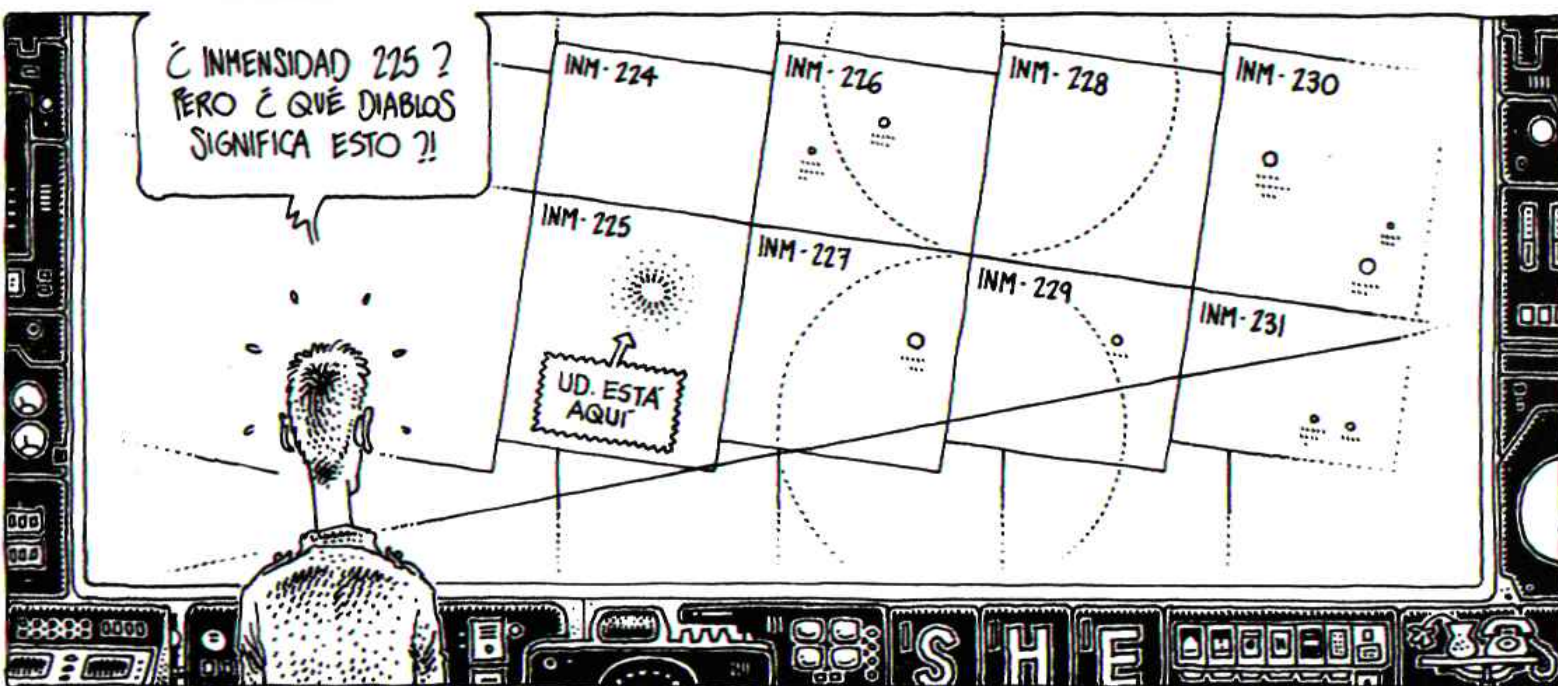 ¿ INMENSIDAD 225 ?
PERO ¿ QUÉ DIABLOS
SIGNIFICA ESTO ?!
INM - 224
INM - 226
INM - 228
INM - 230
INM - 225
INM - 227
INM - 229
INM - 231
UD. ESTÁ
AQUÍ
'S H E